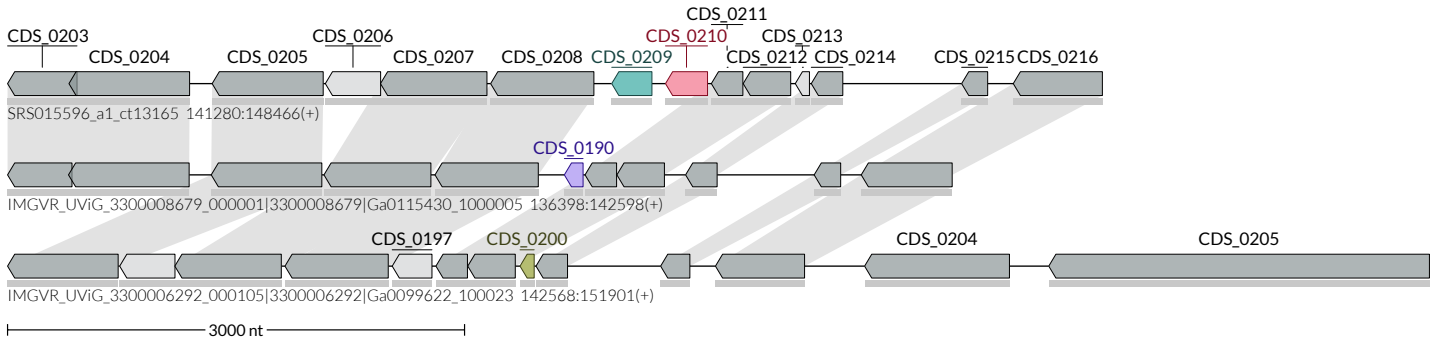 CDS_0211
CDS_0203 CDS_0206 CDS_0210 CDS_0213
CDS_0204 CDS_0205 CDS_0207 CDS_0208 CDS_0209 CDS_0212 CDS_0214 CDS_0215 CDS_0216
SRS015596_a1_ct13165 141280:148466(+)
CDS_0190
IMGVR_UViG_3300008679_000001|3300008679|Ga0115430_1000005 136398:142598(+)
CDS_0197 CDS_0200 CDS_0204 CDS_0205
IMGVR_UViG_3300006292_000105|3300006292|Ga0099622_100023 142568:151901(+)
3000 nt